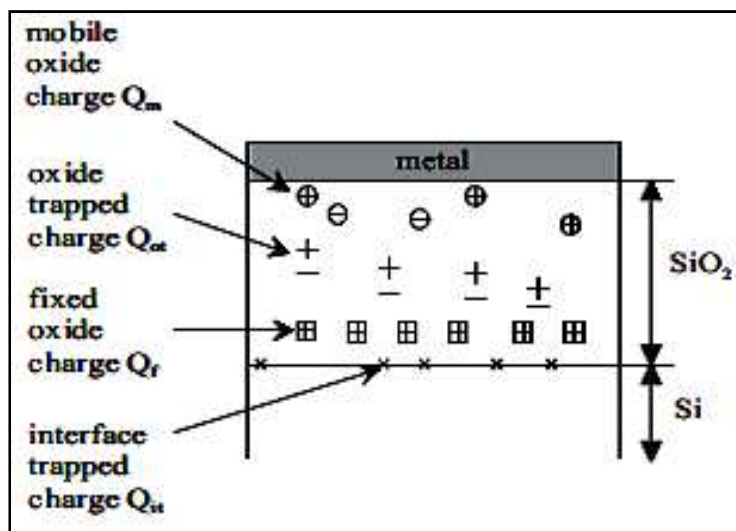 mobile
oxide
charge Qm
oxide
trapped
charge Qot
fixed
oxide
charge Qf
interface
trapped
charge Qit
metal
+
−
+
−
+
−
+
−
SiO2
Si